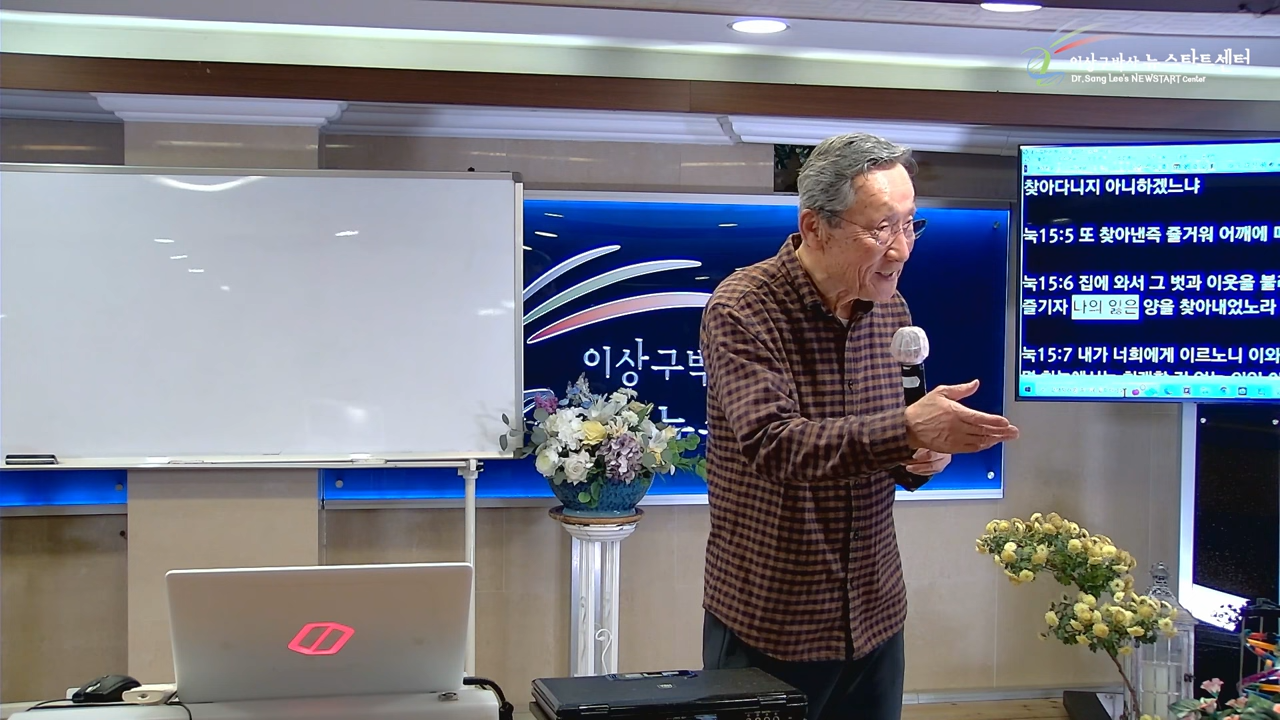 이상구박사 뉴스타트센터
Dr.Sang Lee's NEWSTART Center
찾아다니지 아니하겠느냐
눅15:5 또 찾아낸즉 즐거워 어깨에
눅15:6 집에 와서 그 벗과 이웃을
즐기자 나의 잃은 양을 찾아내었노라
눅15:7 내가 너희에게 이르노니 이와
이상구